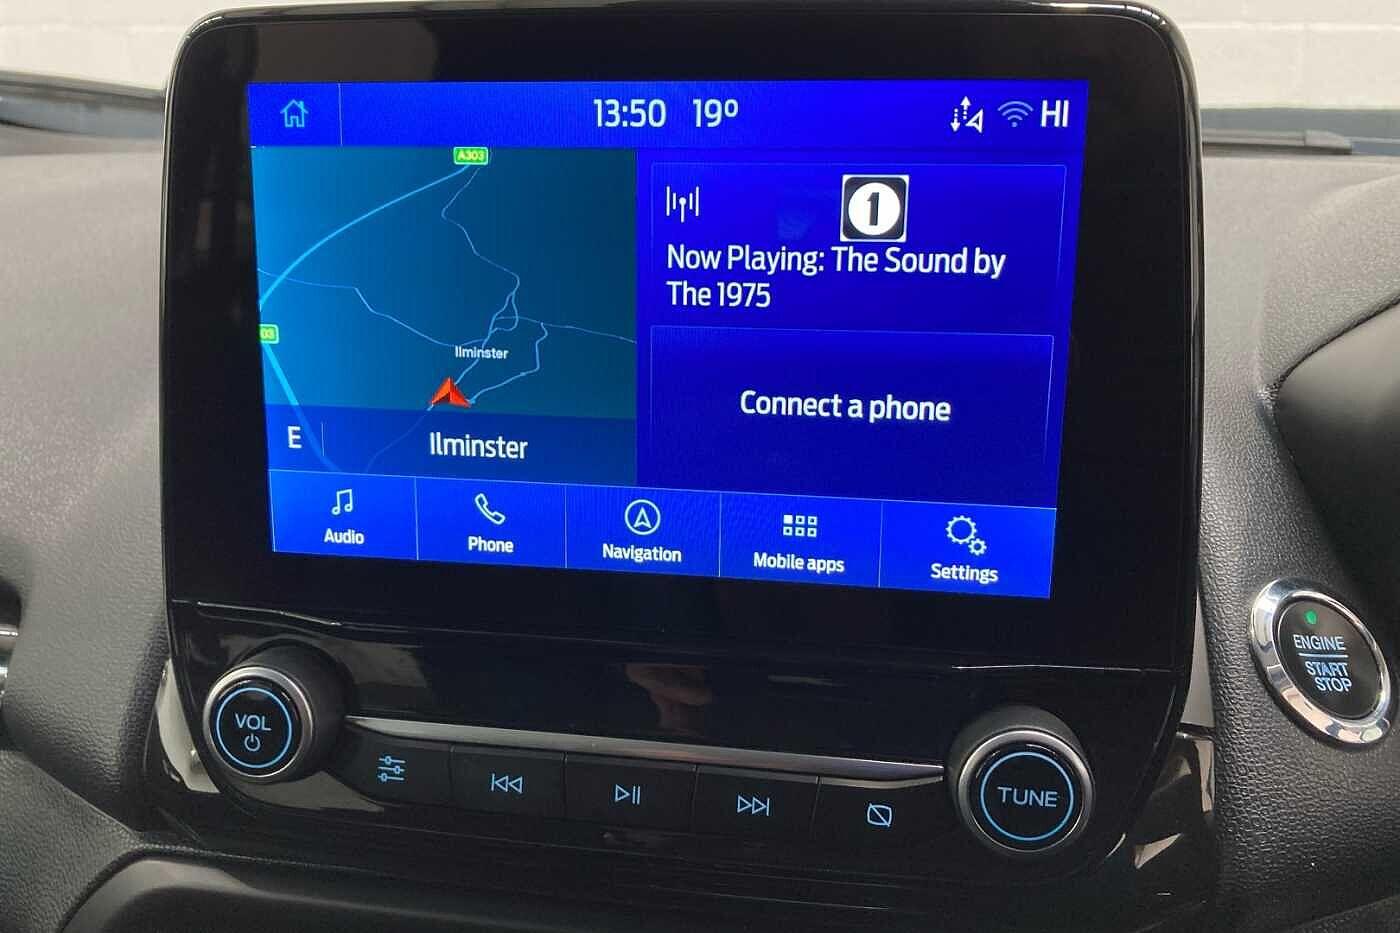 13:50 19º HI
A303
03
Ilminster
E Ilminster
1
Now Playing: The Sound by
The 1975
Connect a phone
Audio Phone Navigation Mobile apps Settings
ENGINE
START
STOP
VOL
TUNE